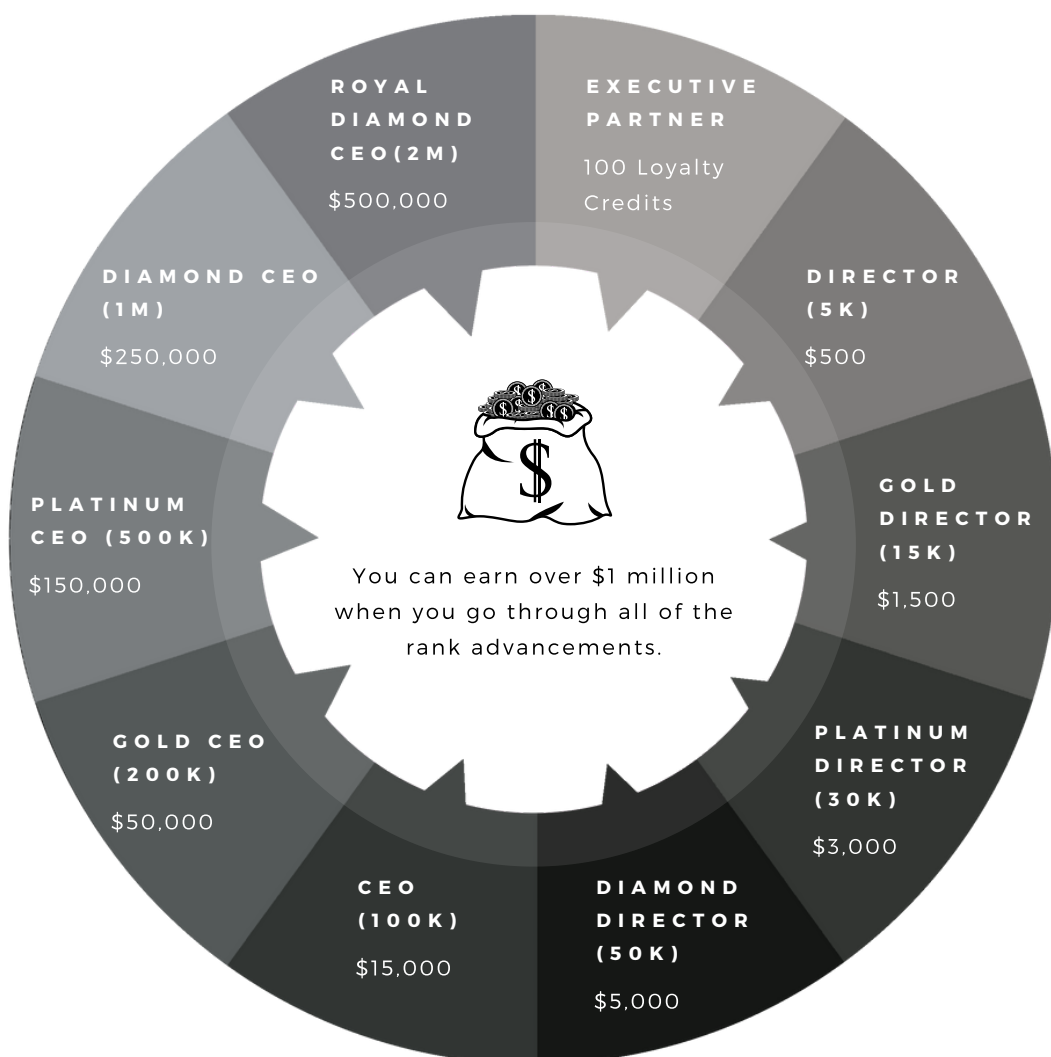 EXECUTIVE
PARTNER
100 Loyalty
Credits
DIRECTOR
(5K)
$500
GOLD
DIRECTOR
(15K)
$1,500
PLATINUM
DIRECTOR
(30K)
$3,000
DIAMOND
DIRECTOR
(50K)
$5,000
CEO
(100K)
$15,000
GOLD CEO
(200K)
$50,000
PLATINUM
CEO (500K)
$150,000
DIAMOND CEO
(1M)
$250,000
ROYAL
DIAMOND
CEO(2M)
$500,000
$
You can earn over $1 million
when you go through all of the
rank advancements.